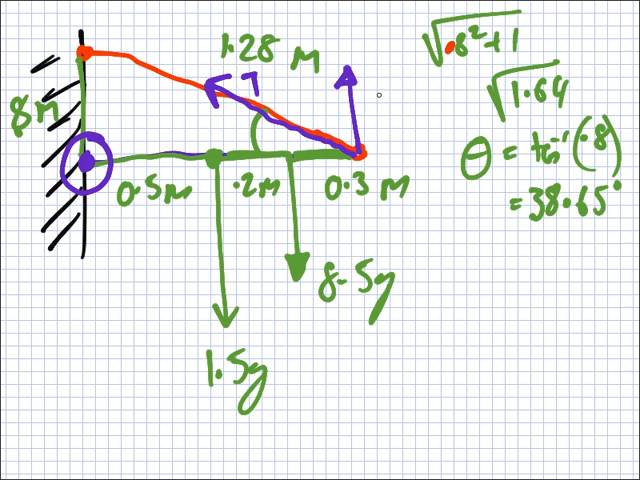 1.28 M
√.8²+1
T
√1.64
.8M
θ = tan⁻¹(.8)
= 38.65°
0.5M .2M 0.3 M
8.5g
1.5g